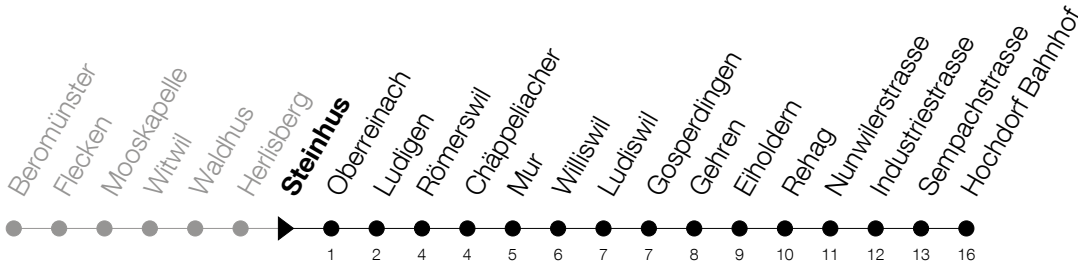 Beromünster
Flecken
Mooskapelle
Witwil
Waldhus
Herlisberg
Steinhus
Oberreinach
Ludigen
Römerswil
Chäppeliacher
Mur
Williswil
Ludiswil
Gosperdingen
Gehren
Eiholdern
Rehag
Nunwilerstrasse
Industriestrasse
Sempachstrasse
Hochdorf Bahnhof
1 2 4 4 5 6 7 7 8 9 10 11 12 13 16